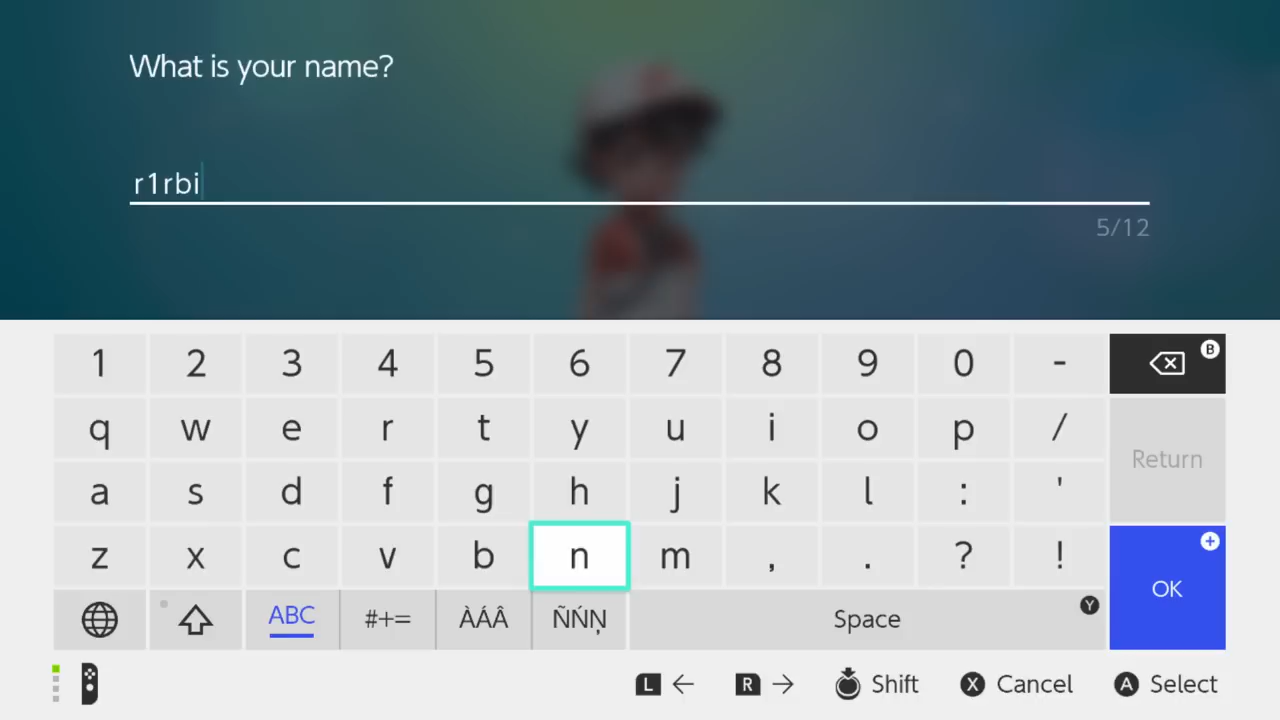 What is your name?
r1rbi
5/12
1 2 3 4 5 6 7 8 9 0 - B
q w e r t y u i o p / Return
a s d f g h j k l : '
z x c v b n m , . ? ! + OK
ABC #+= ÀÁÂ ÑŃŅ Space Y
L ← R → Shift X Cancel A Select